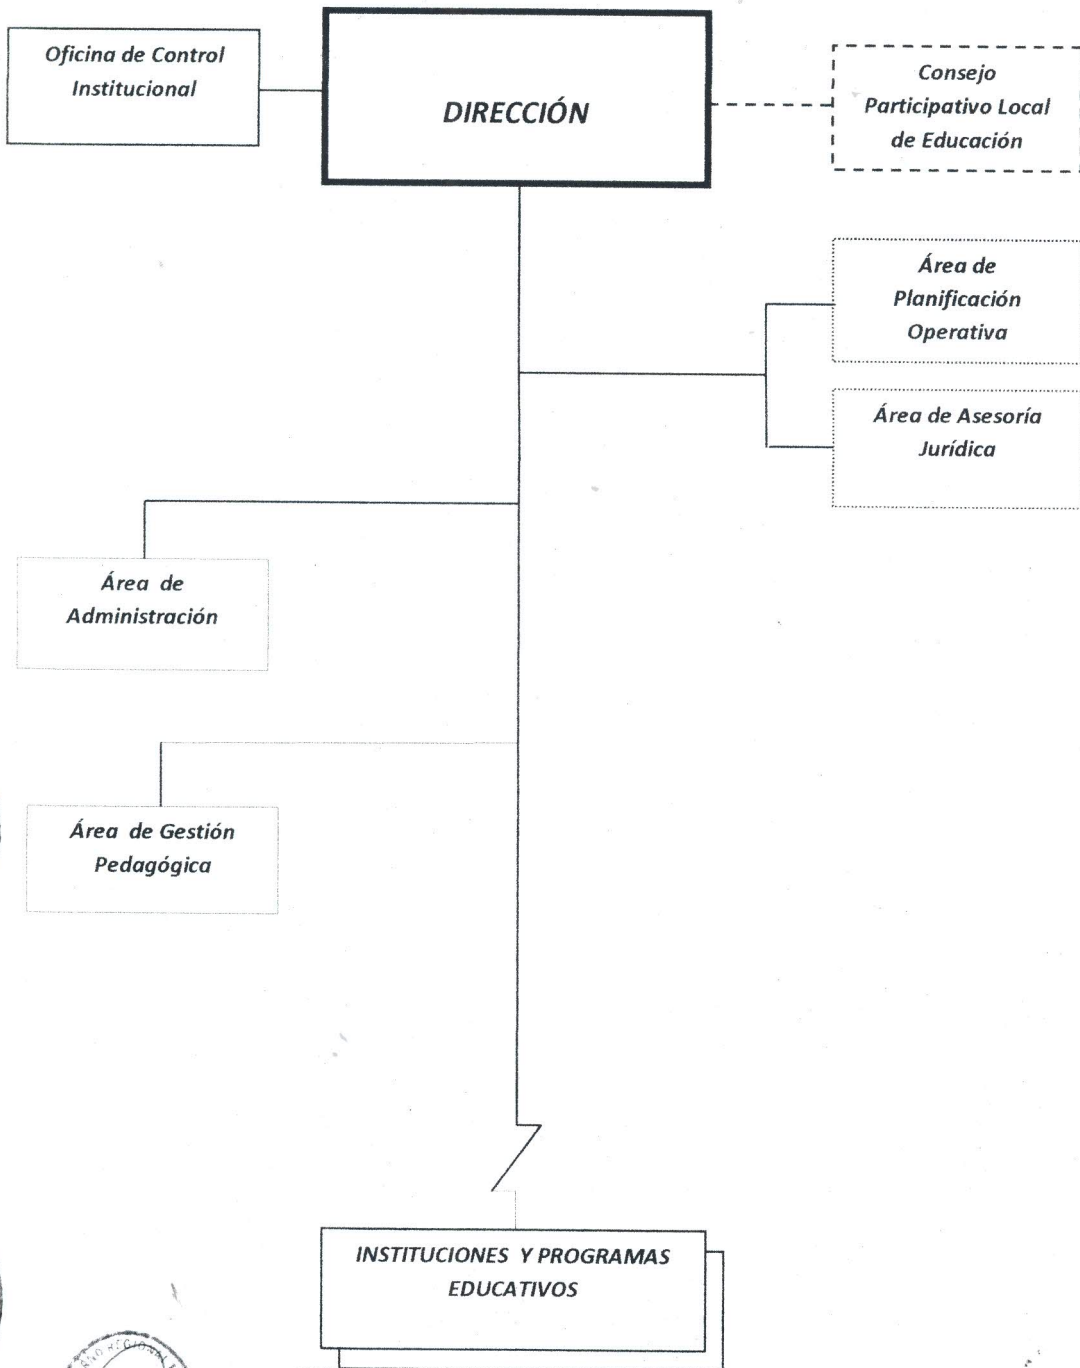 Oficina de Control
Institucional
DIRECCIÓN
Consejo
Participativo Local
de Educación
Área de
Planificación
Operativa
Área de Asesoría
Jurídica
Área de
Administración
Área de Gestión
Pedagógica
INSTITUCIONES Y PROGRAMAS
EDUCATIVOS
REGIONAL